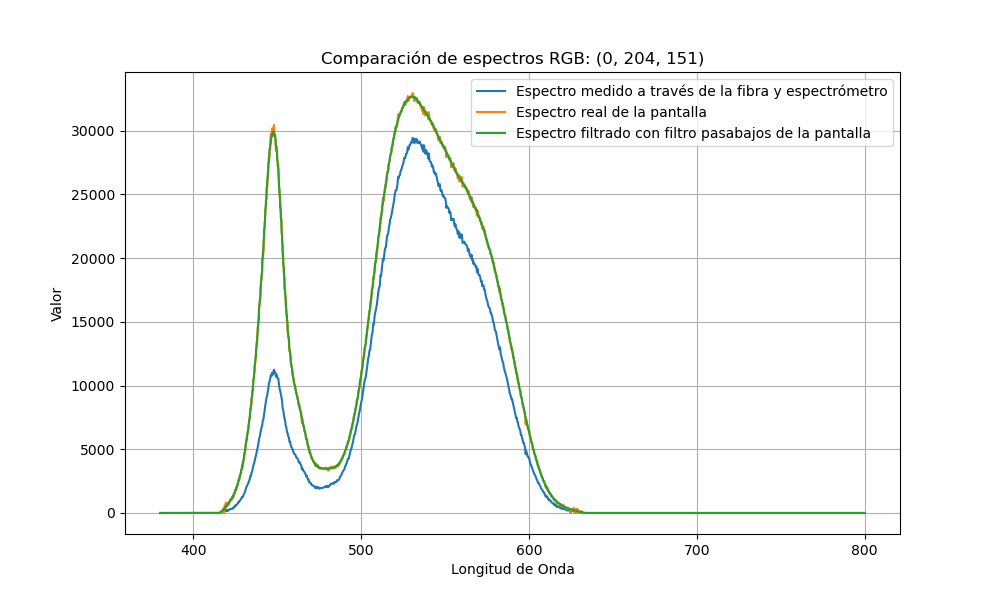 Comparación de espectros RGB: (0, 204, 151)
Espectro medido a través de la fibra y espectrómetro
Espectro real de la pantalla
Espectro filtrado con filtro pasabajos de la pantalla
Valor
30000
25000
20000
15000
10000
5000
0
400 500 600 700 800
Longitud de Onda